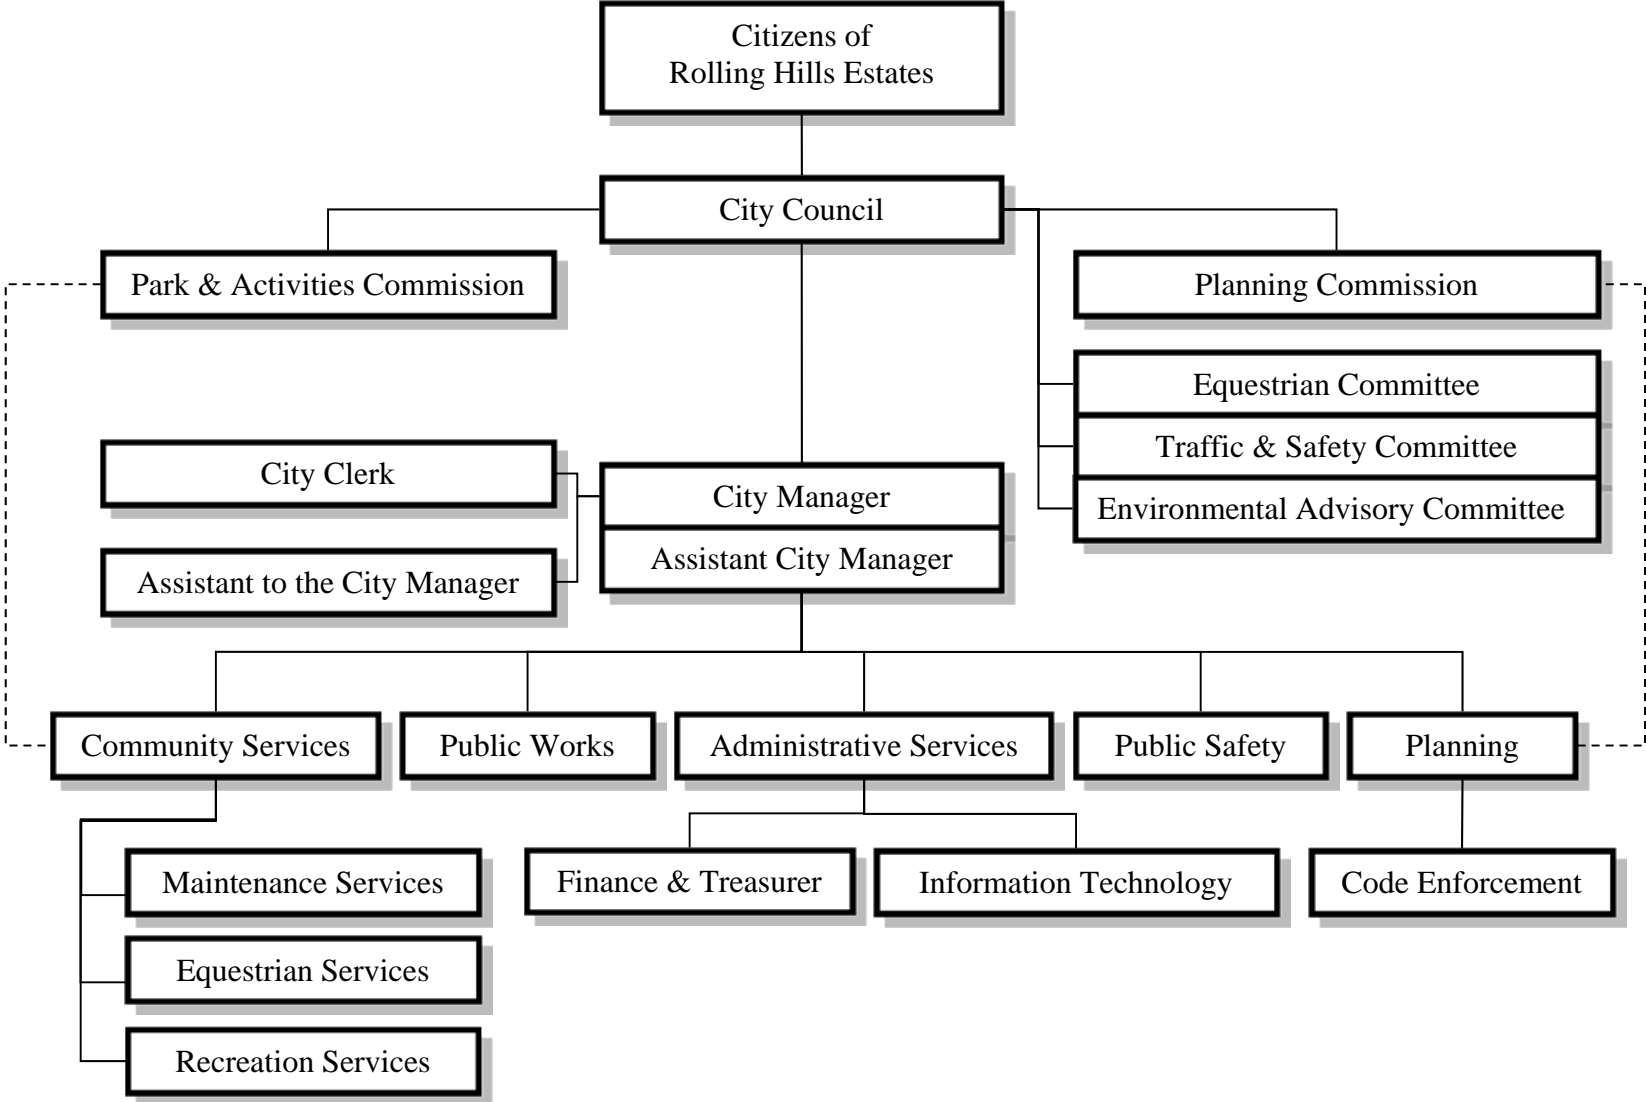 Citizens of
Rolling Hills Estates
City Council
Park & Activities Commission
Planning Commission
Equestrian Committee
Traffic & Safety Committee
Environmental Advisory Committee
City Clerk
City Manager
Assistant City Manager
Assistant to the City Manager
Community Services
Public Works
Administrative Services
Public Safety
Planning
Maintenance Services
Finance & Treasurer
Information Technology
Code Enforcement
Equestrian Services
Recreation Services